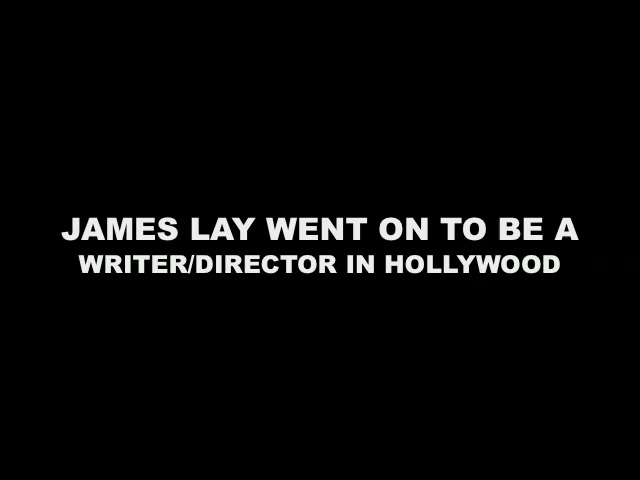 JAMES LAY WENT ON TO BE A
WRITER/DIRECTOR IN HOLLYWOOD